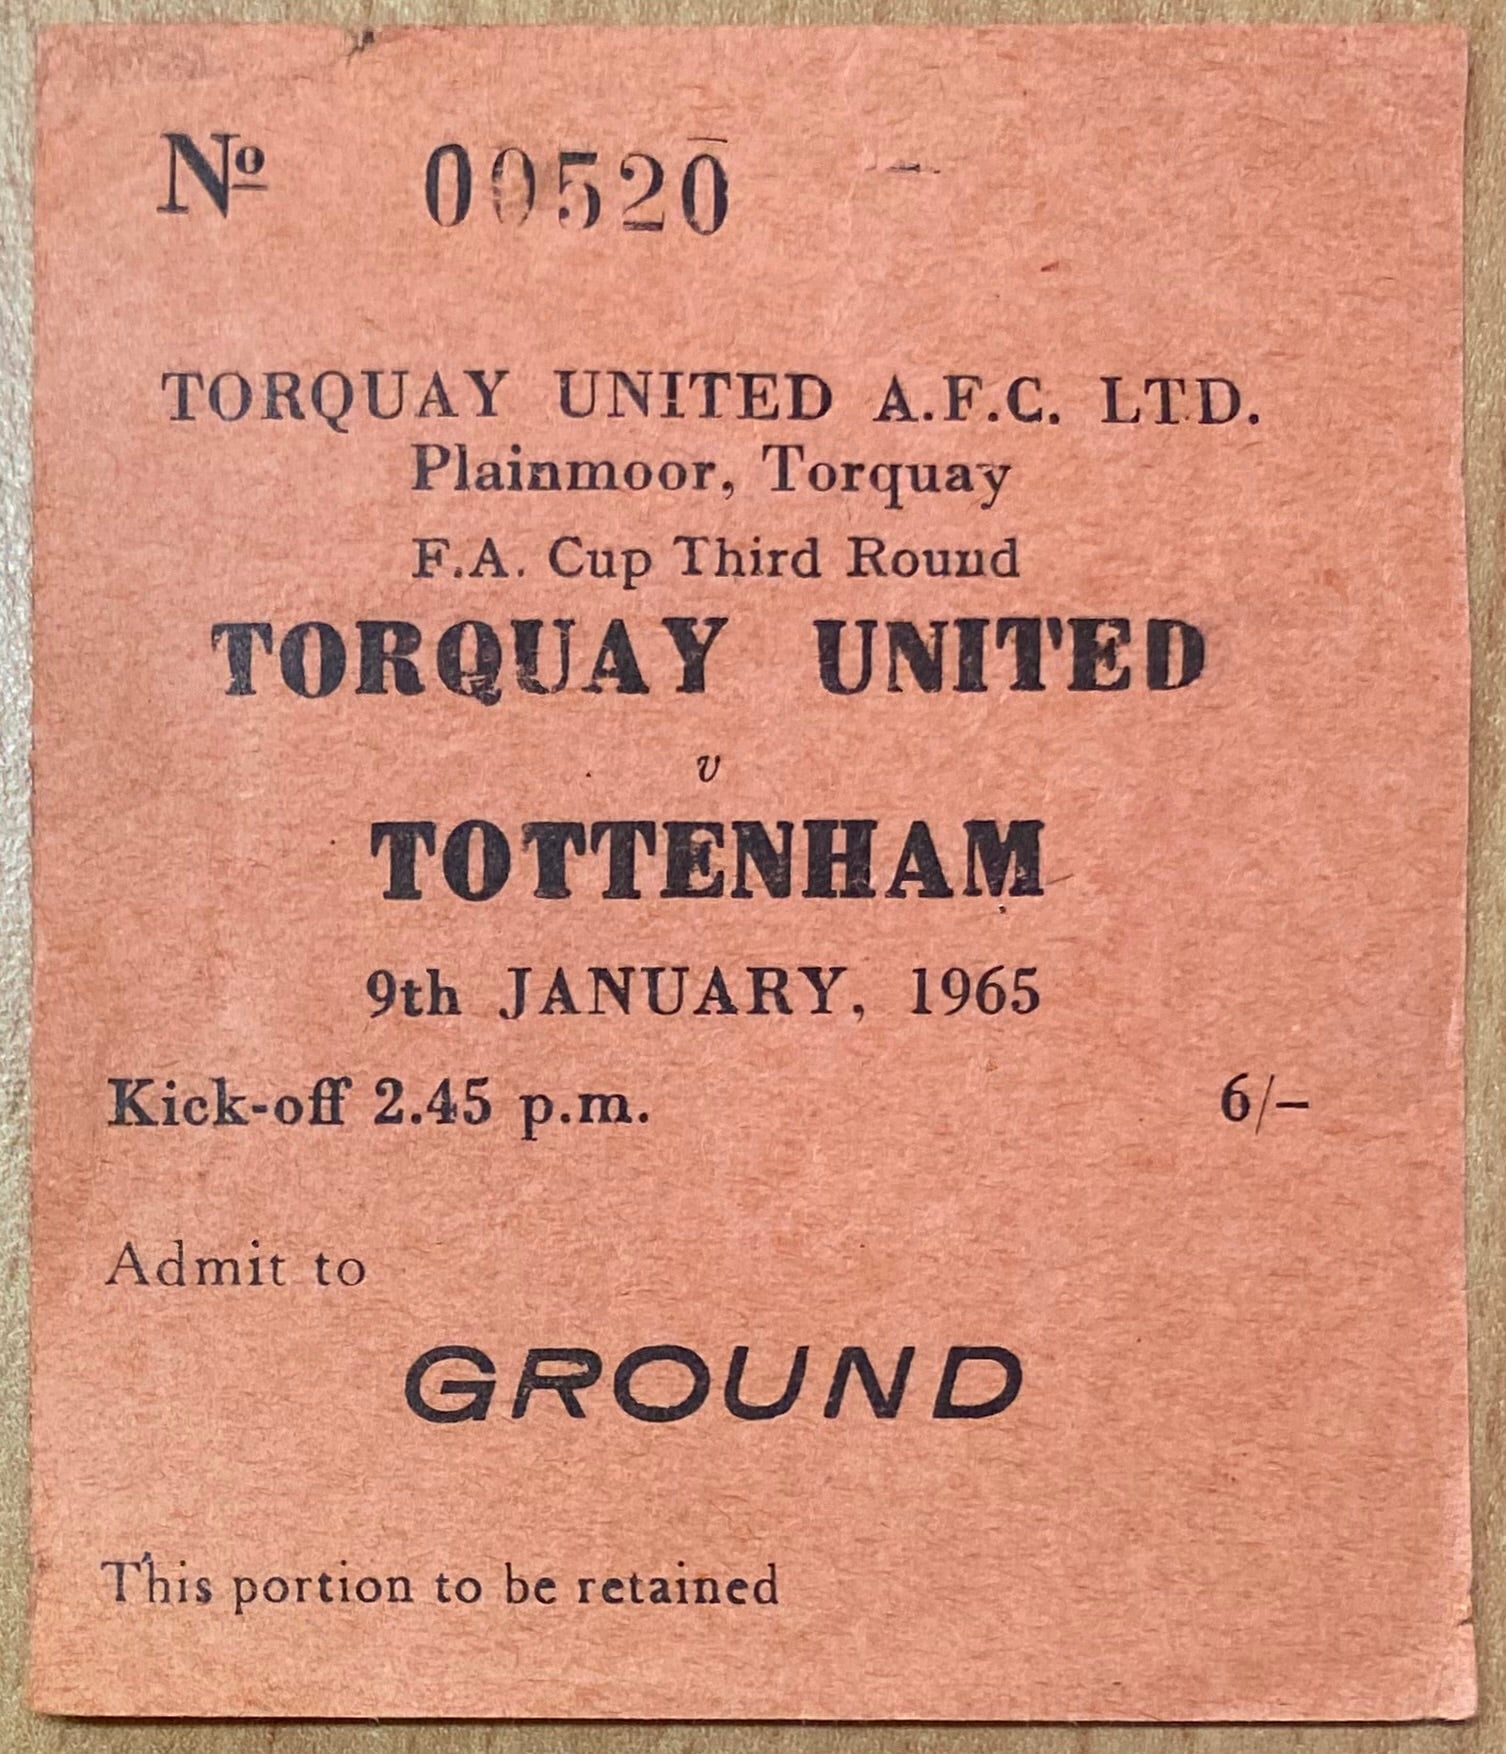 Nº 00520
TORQUAY UNITED A.F.C. LTD.
Plainmoor, Torquay
F.A. Cup Third Round
TORQUAY UNITED
v
TOTTENHAM
9th JANUARY, 1965
Kick-off 2.45 p.m. 6/–
Admit to
GROUND
This portion to be retained